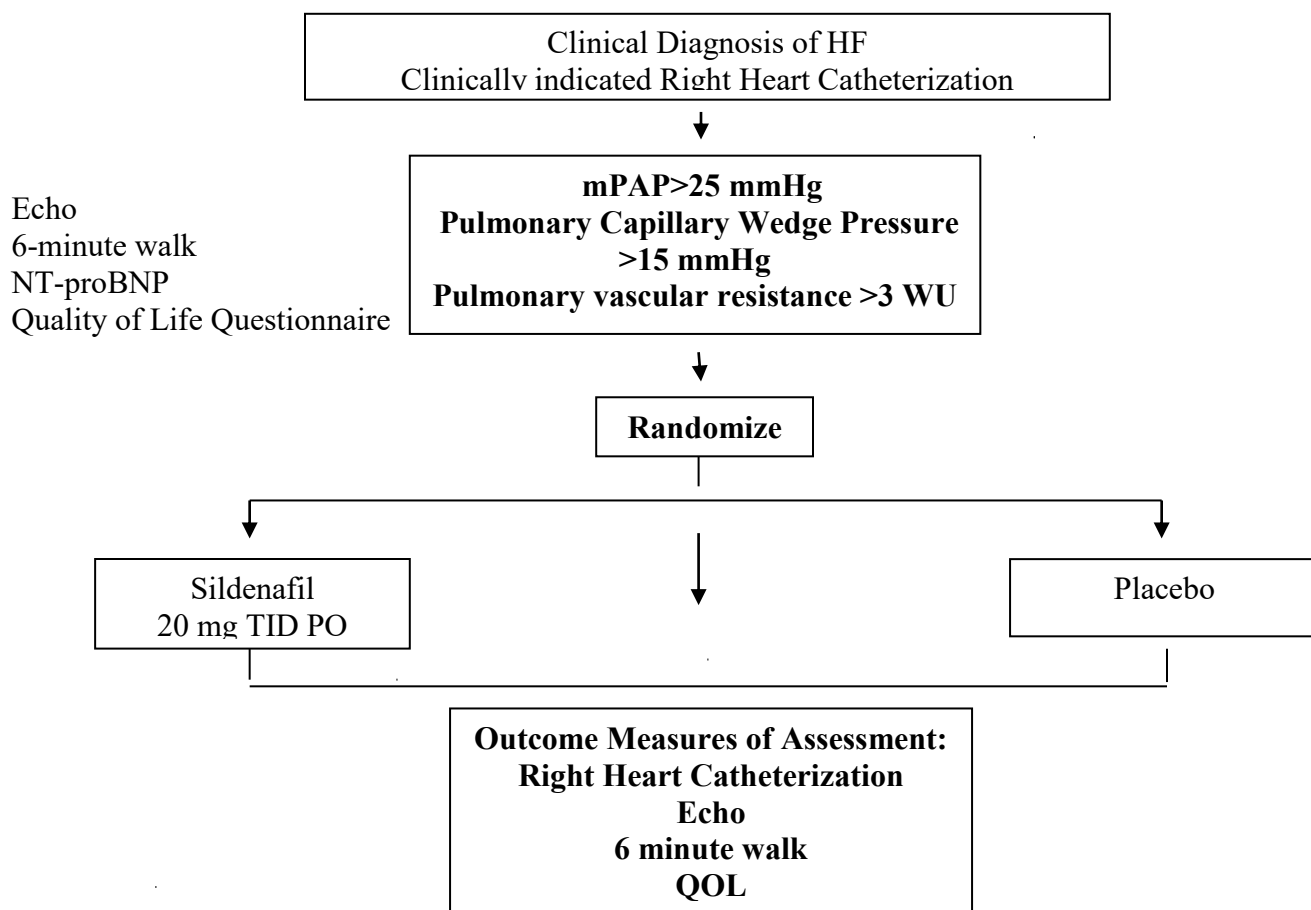 Clinical Diagnosis of HF
Clinically indicated Right Heart Catheterization
mPAP>25 mmHg
Pulmonary Capillary Wedge Pressure
>15 mmHg
Pulmonary vascular resistance >3 WU
Echo
6-minute walk
NT-proBNP
Quality of Life Questionnaire
Randomize
Sildenafil
20 mg TID PO
Placebo
Outcome Measures of Assessment:
Right Heart Catheterization
Echo
6 minute walk
QOL